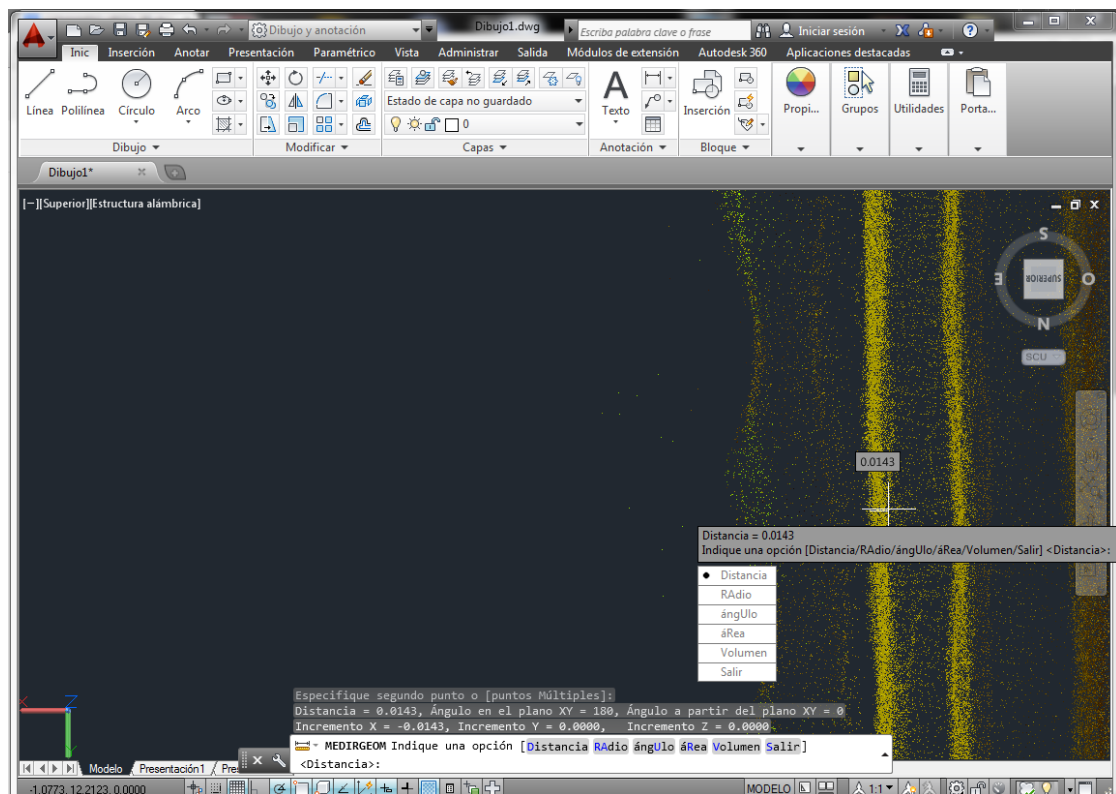 Dibujo y anotación
Dibujo1.dwg
Escriba palabra clave o frase
Iniciar sesión
Inic Inserción Anotar Presentación Paramétrico Vista Administrar Salida Módulos de extensión Autodesk 360 Aplicaciones destacadas
Línea Polilínea Círculo Arco
Estado de capa no guardado
0
Texto
Inserción
Propi... Grupos Utilidades Porta...
Dibujo Modificar Capas Anotación Bloque
Dibujo1*
[−][Superior][Estructura alámbrica]
S
E SUPERIOR O
N
SCU
0.0143
Distancia = 0.0143
Indique una opción [Distancia/RAdio/ángUlo/áRea/Volumen/Salir] <Distancia>:
Distancia
RAdio
ángUlo
áRea
Volumen
Salir
Especifique segundo punto o [puntos Múltiples]:
Distancia = 0.0143, Ángulo en el plano XY = 180, Ángulo a partir del plano XY = 0
Incremento X = -0.0143, Incremento Y = 0.0000, Incremento Z = 0.0000
MEDIRGEOM Indique una opción [Distancia RAdio ángUlo áRea Volumen Salir]
<Distancia>:
X Z
Modelo Presentación1 Pre
-1.0773, 12.2123, 0.0000
MODELO
1:1